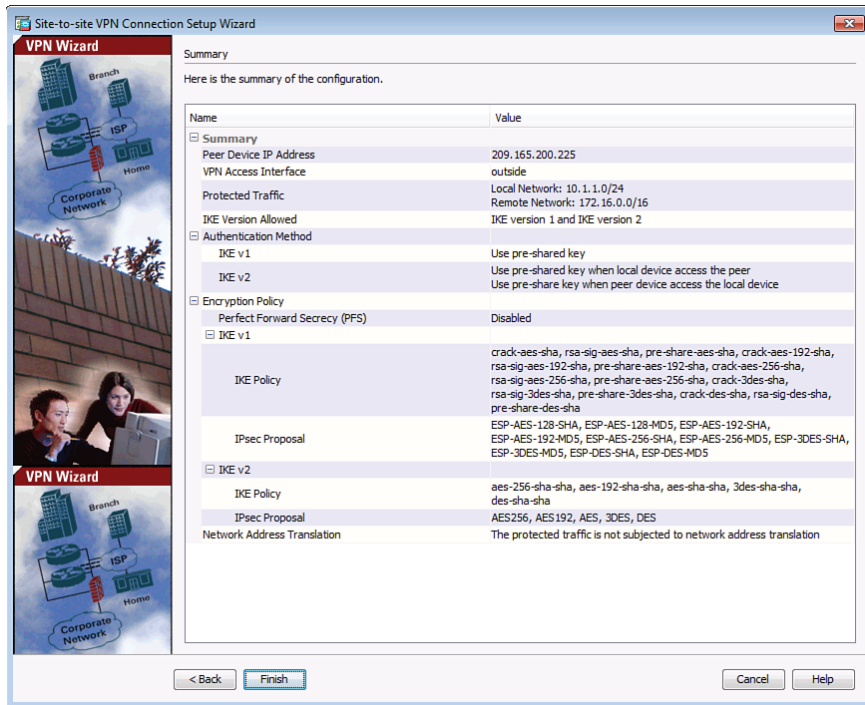 Site-to-site VPN Connection Setup Wizard
VPN Wizard
Branch
ISP
Home
Corporate
Network
VPN Wizard
Branch
ISP
Home
Corporate
Network
Summary
Here is the summary of the configuration.
Name Value
Summary
Peer Device IP Address 209.165.200.225
VPN Access Interface outside
Protected Traffic Local Network: 10.1.1.0/24
Remote Network: 172.16.0.0/16
IKE Version Allowed IKE version 1 and IKE version 2
Authentication Method
IKE v1 Use pre-shared key
IKE v2 Use pre-shared key when local device access the peer
Use pre-share key when peer device access the local device
Encryption Policy
Perfect Forward Secrecy (PFS) Disabled
IKE v1
IKE Policy crack-aes-sha, rsa-sig-aes-sha, pre-share-aes-sha, crack-aes-192-sha,
rsa-sig-aes-192-sha, pre-share-aes-192-sha, crack-aes-256-sha,
rsa-sig-aes-256-sha, pre-share-aes-256-sha, crack-3des-sha,
rsa-sig-3des-sha, pre-share-3des-sha, crack-des-sha, rsa-sig-des-sha,
pre-share-des-sha
IPsec Proposal ESP-AES-128-SHA, ESP-AES-128-MD5, ESP-AES-192-SHA,
ESP-AES-192-MD5, ESP-AES-256-SHA, ESP-AES-256-MD5, ESP-3DES-SHA,
ESP-3DES-MD5, ESP-DES-SHA, ESP-DES-MD5
IKE v2
IKE Policy aes-256-sha-sha, aes-192-sha-sha, aes-sha-sha, 3des-sha-sha,
des-sha-sha
IPsec Proposal AES256, AES192, AES, 3DES, DES
Network Address Translation The protected traffic is not subjected to network address translation
< Back Finish Cancel Help